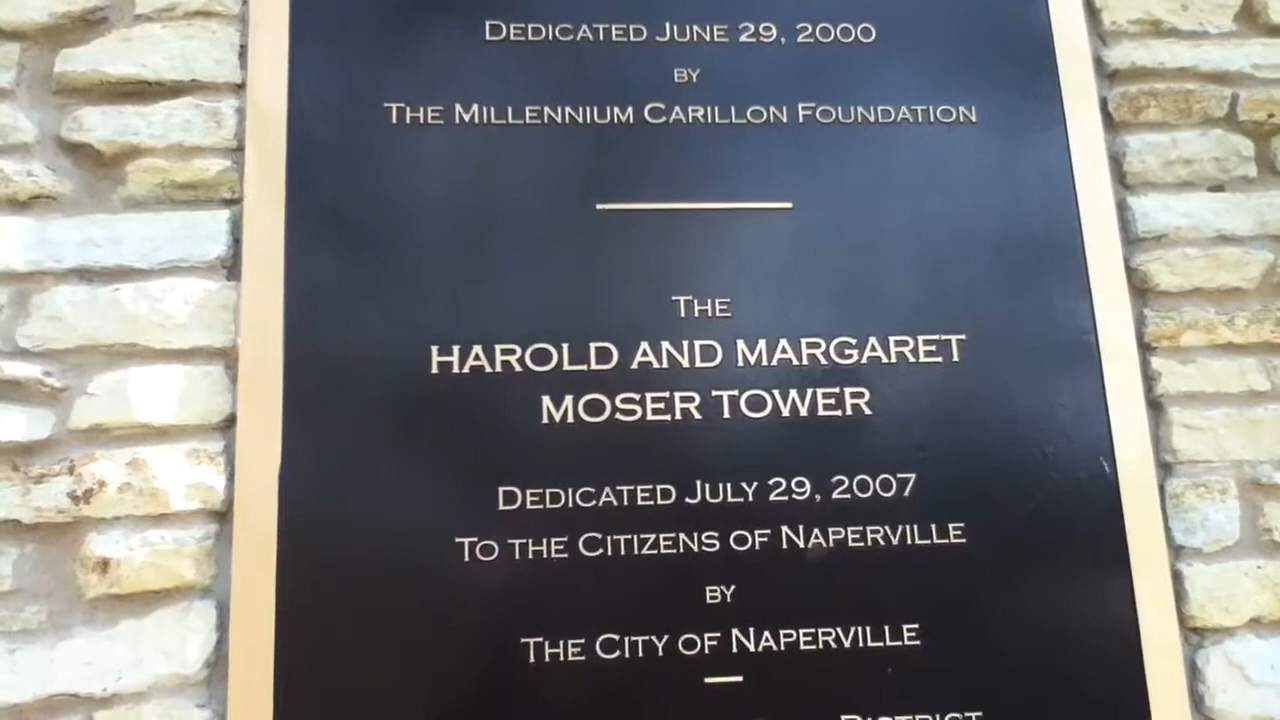 DEDICATED JUNE 29, 2000
BY
THE MILLENNIUM CARILLON FOUNDATION
THE
HAROLD AND MARGARET
MOSER TOWER
DEDICATED JULY 29, 2007
TO THE CITIZENS OF NAPERVILLE
BY
THE CITY OF NAPERVILLE
DISTRICT